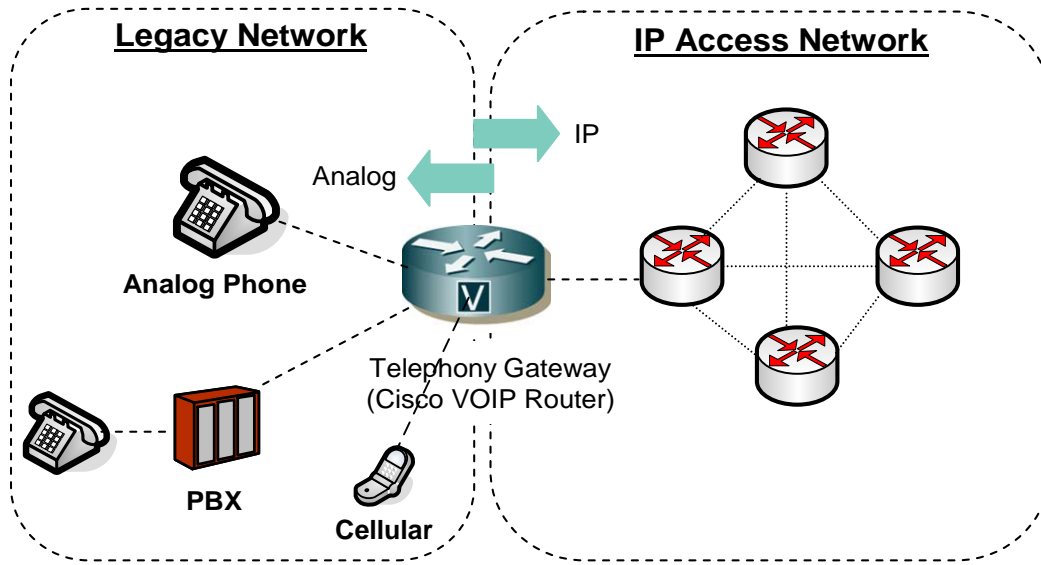 Legacy Network
IP Access Network
IP
Analog
Analog Phone
V
Telephony Gateway
(Cisco VOIP Router)
PBX
Cellular